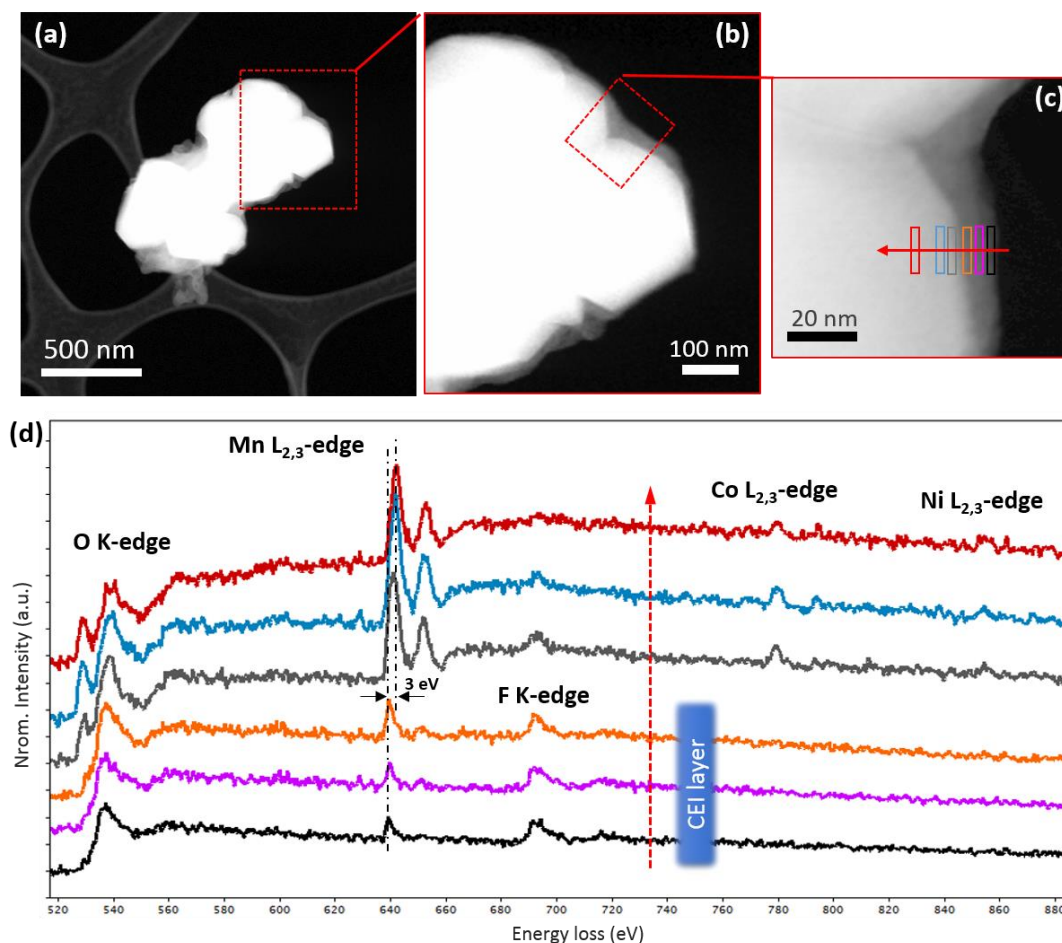 (a)
500 nm
(b)
100 nm
(c)
20 nm
(d)
Mn L2,3-edge
Co L2,3-edge
Ni L2,3-edge
O K-edge
3 eV
F K-edge
CEI layer
Nrom. Intensity (a.u.)
520 540 560 580 600 620 640 660 680 700 720 740 760 780 800 820 840 860 880
Energy loss (eV)